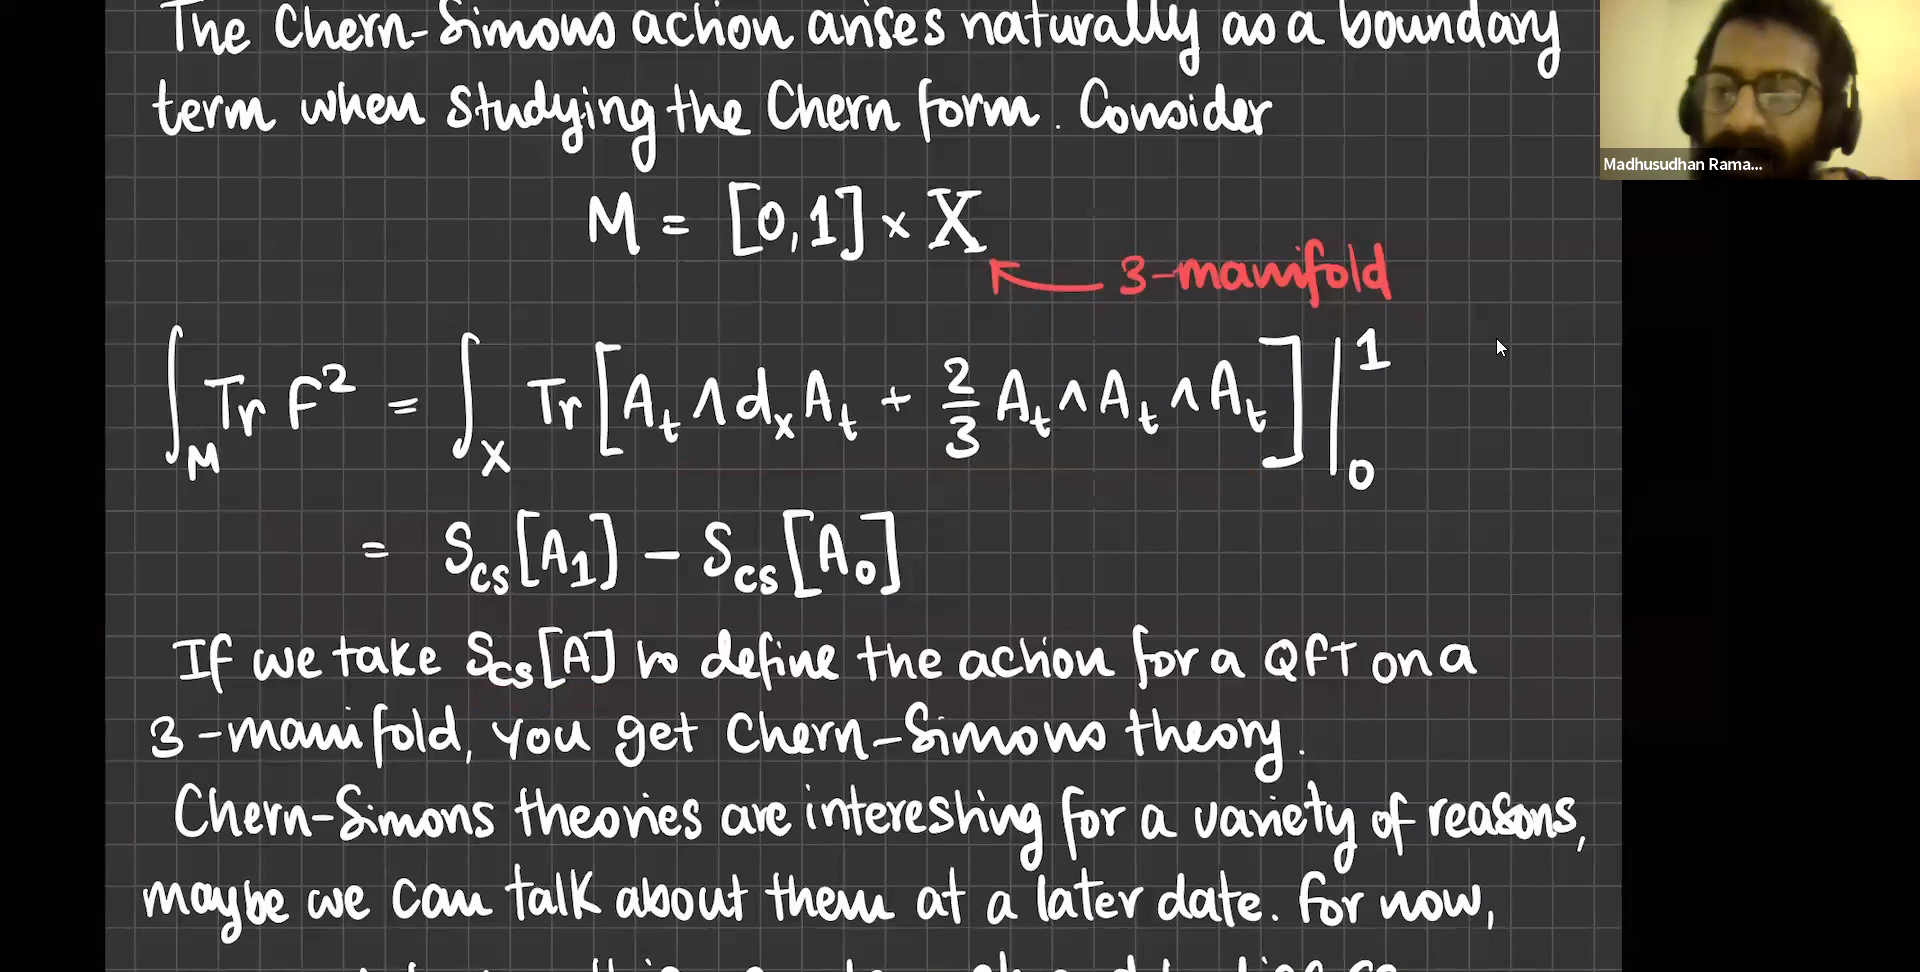 The Chern-Simons action arises naturally as a boundary
term when studying the Chern form. Consider
M = [0,1] × X
3-manifold
∫_M Tr F² = ∫_X Tr [A_t ∧ d_x A_t + 2/3 A_t ∧ A_t ∧ A_t] |_0^1
= S_CS[A_1] − S_CS[A_0]
If we take S_CS[A] to define the action for a QFT on a
3-manifold, you get Chern-Simons theory.
Chern-Simons theories are interesting for a variety of reasons,
maybe we can talk about them at a later date. For now,
Madhusudhan Rama...